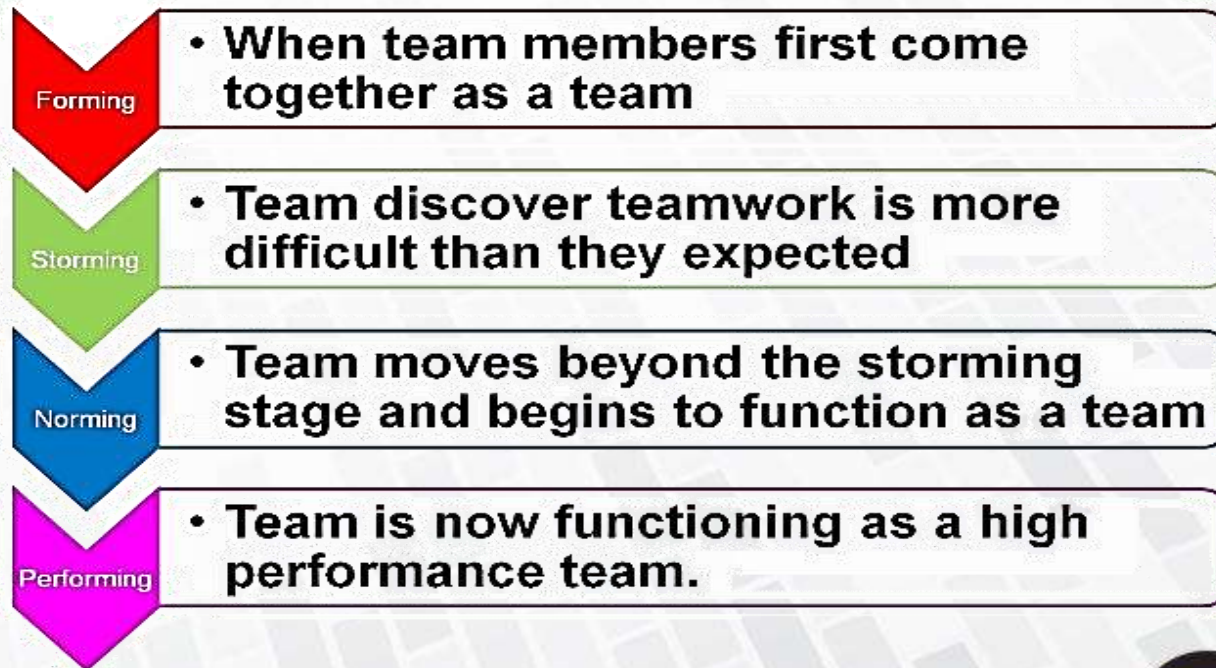 Forming
• When team members first come
together as a team
Storming
• Team discover teamwork is more
difficult than they expected
Norming
• Team moves beyond the storming
stage and begins to function as a team
Performing
• Team is now functioning as a high
performance team.